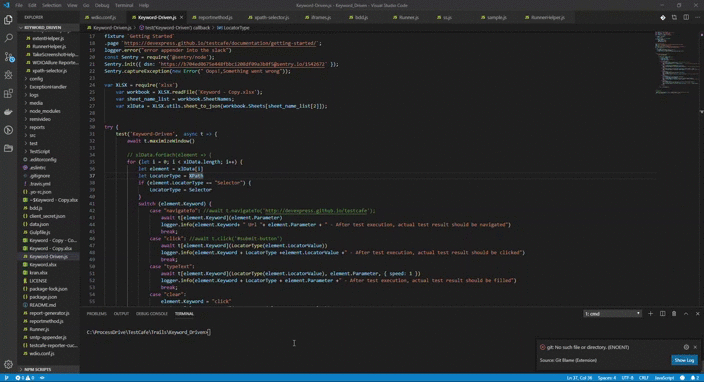 File Edit Selection View Go Debug Terminal Help
Keyword-Driven.js - Keyword_Driven - Visual Studio Code
EXPLORER
wdio.conf.js
Keyword-Driven.js
reportmethod.js
xpath-selector.js
iframes.js
bdd.js
Runner.js
ss.js
sample.js
RunnerHelper.js
KEYWORD_DRIVEN
extentHelper.js
RunnerHelper.js
TakeScreenshotHelp
WDIOAllure-Reporter
xpath-selector.js
config
ExceptionHandler
logs
media
node_modules
reports
src
test
TestScript
.editorconfig
.eslintrc
.gitignore
.travis.yml
.yo-rc.json
~$Keyword - Copy.xlsx
bdd.js
client_secret.json
data.json
Gulpfile.js
Keyword - Copy - Co
Keyword - Copy.xlsx
Keyword-Driven.js
Keyword.xlsx
kiran.xlsx
LICENSE
package-lock.json
package.json
README.md
report-generator.js
reportmethod.js
Runner.js
smtp-appender.js
testcafe-reporter-cuc
wdio.conf.js
NPM SCRIPTS
Keyword-Driven.js > test('Keyword-Driven') callback > LocatorType
17 fixture `Getting Started`
18 .page `https://devexpress.github.io/testcafe/documentation/getting-started/`;
19 logger.error("error appender into the slack")
20 const Sentry = require('@sentry/node');
22 Sentry.captureException(new Error(" Oops!,Something went wrong"));
23
24 var XLSX = require('xlsx')
25 var workbook = XLSX.readFile('Keyword - Copy.xlsx');
26 var sheet_name_list = workbook.SheetNames;
27 var xlData = XLSX.utils.sheet_to_json(workbook.Sheets[sheet_name_list[2]]);
28
29
30 try {
31 test('Keyword-Driven', async t => {
32 await t.maximizeWindow()
33
34 // xlData.forEach(element => {
35 for (let i = 0; i < xlData.length; i++) {
36 let element = xlData[i]
37 let LocatorType = XPath
38 if (element.LocatorType == "Selector") {
39 LocatorType = Selector
40 }
41 switch (element.Keyword) {
42 case "navigateTo": //await t.navigateTo('http://devexpress.github.io/testcafe');
43 await t[element.Keyword](element.Parameter)
44 logger.info(element.Keyword+ " Url "+ element.Parameter + " - After test execution, actual test result should be navigated")
45 break;
46 case "click": //await t.click('#submit-button')
47 await t[element.Keyword](LocatorType(element.LocatorValue))
48 logger.info(element.Keyword + LocatorType +element.LocatorValue +" - After test execution, actual test result should be clicked")
49 break;
50 case "typeText":
51 await t[element.Keyword](LocatorType(element.LocatorValue), element.Parameter, { speed: 1 })
52 logger.info(element.Keyword + LocatorType + element.Parameter +" - After test execution, actual test result should be filled")
53 break;
54 case "clear":
55 element.Keyword = "click"
PROBLEMS OUTPUT DEBUG CONSOLE TERMINAL
1: cmd
C:\ProcessDrive\TestCafe\Trails\Keyword_Driven>
git: No such file or directory. (ENOENT)
Source: Git Blame (Extension)
Show Log
0 0
Ln 37, Col 36 Spaces: 4 UTF-8 CRLF JavaScript